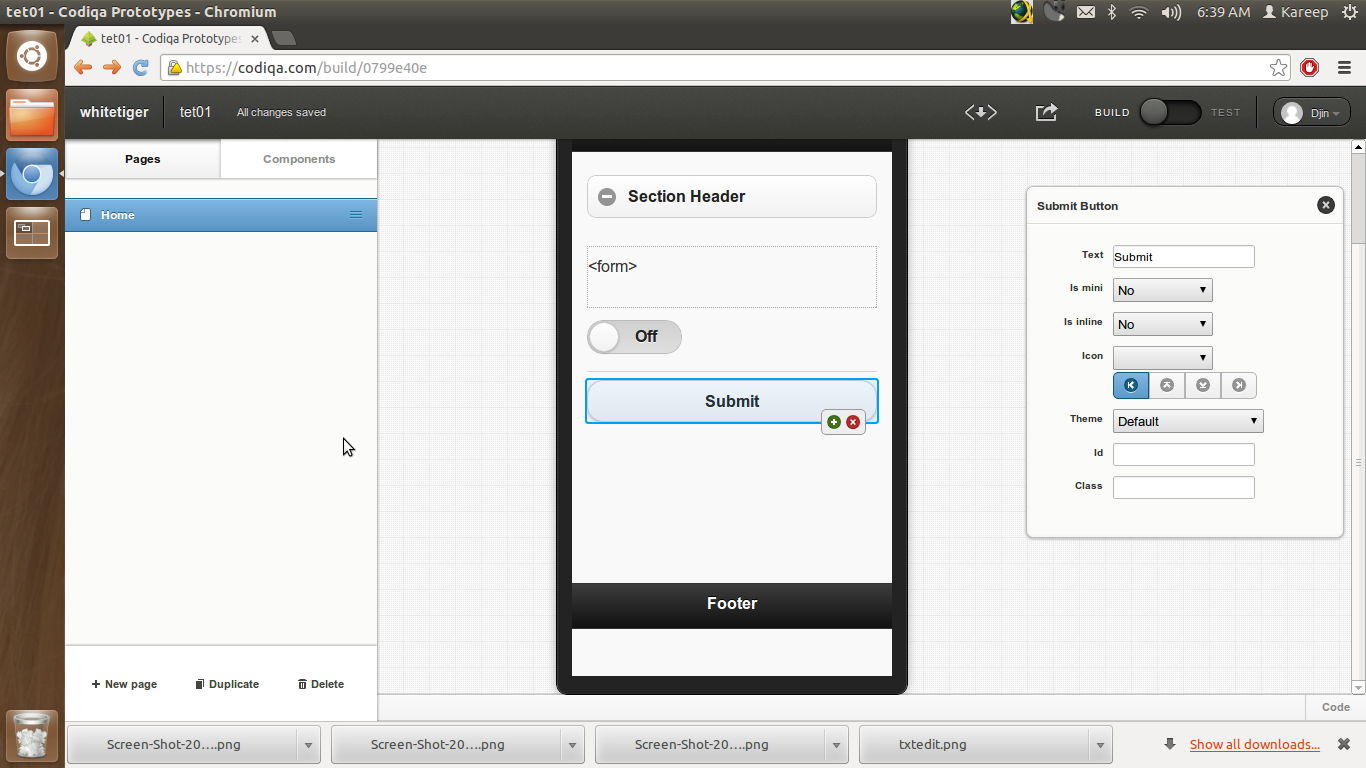 tet01 - Codiqa Prototypes - Chromium
6:39 AM Kareep
tet01 - Codiqa Prototypes
https://codiqa.com/build/0799e40e
whitetiger tet01 All changes saved BUILD TEST Djin
Pages Components
Home
Section Header
<form>
Off
Submit
Footer
Submit Button
Text Submit
Is mini No
Is inline No
Icon
Theme Default
Id
Class
New page Duplicate Delete
Code
Screen-Shot-20....png Screen-Shot-20....png Screen-Shot-20....png txtedit.png Show all downloads...